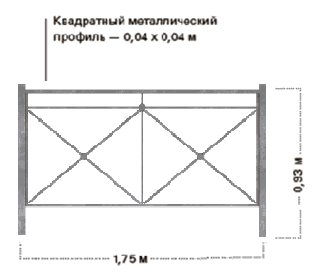 Квадратный металлический
профиль — 0,04 х 0,04 м
0,93 м
1,75 м